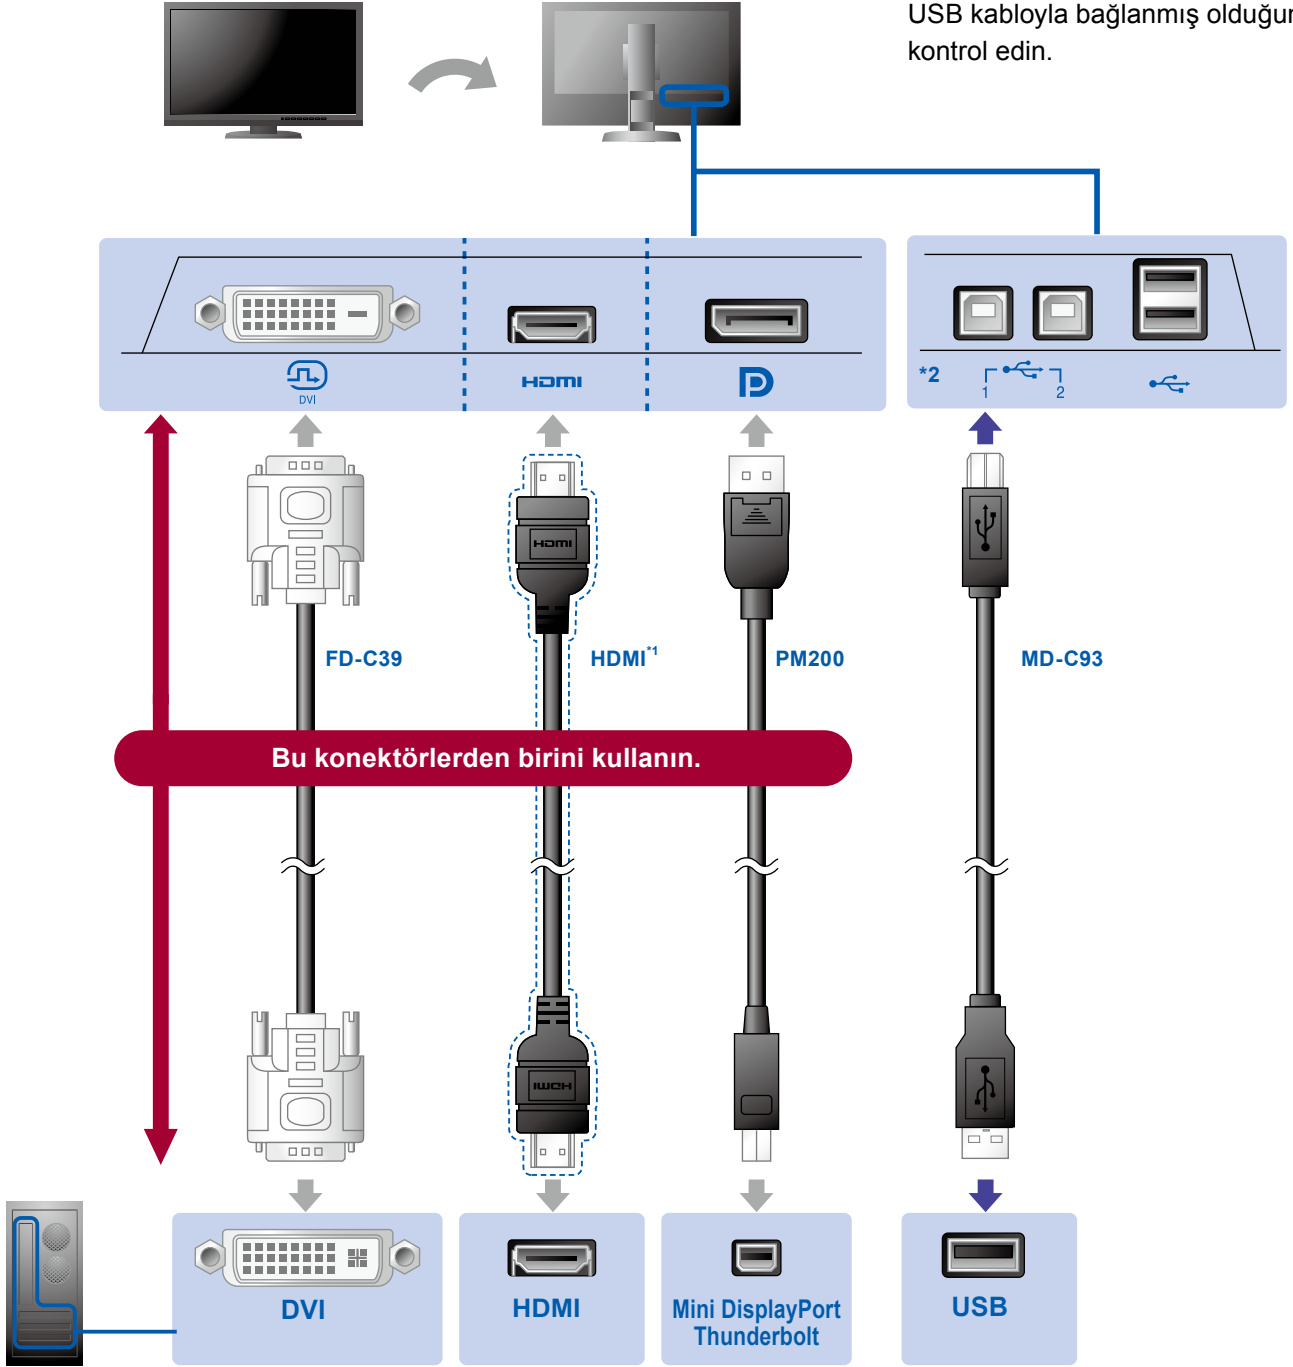 USB kabloyla bağlanmış olduğun
kontrol edin.
DVI
HDMI
*2
1
2
HDMI
FD-C39
HDMI*1
PM200
MD-C93
Bu konektörlerden birini kullanın.
HDMI
DVI
HDMI
Mini DisplayPort
Thunderbolt
USB